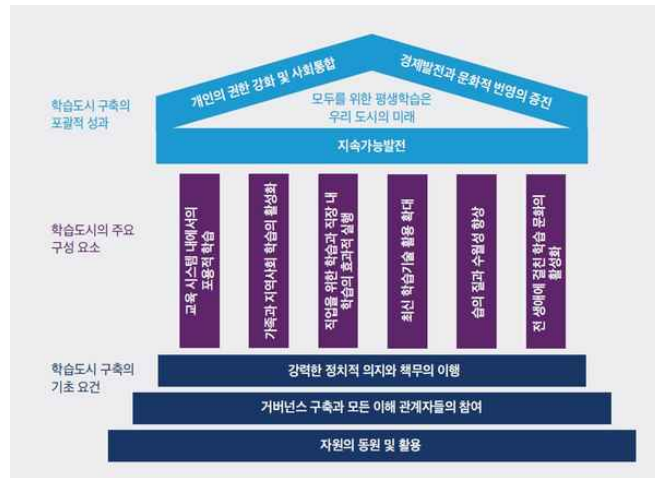 학습도시 구축의
포괄적 성과
개인의 권한 강화 및 사회통합
경제발전과 문화적 번영의 증진
모두를 위한 평생학습은
우리 도시의 미래
지속가능발전
학습도시의 주요
구성 요소
교육 시스템 내에서의
포용적 학습
가족과 지역사회 학습의 활성화
직업을 위한 학습과 직장 내
학습의 효과적 실행
최신 학습기술 활용 확대
습의 질과 수월성 향상
전 생애에 걸친 학습 문화의
활성화
학습도시 구축의
기초 요건
강력한 정치적 의지와 책무의 이행
거버넌스 구축과 모든 이해 관계자들의 참여
자원의 동원 및 활용